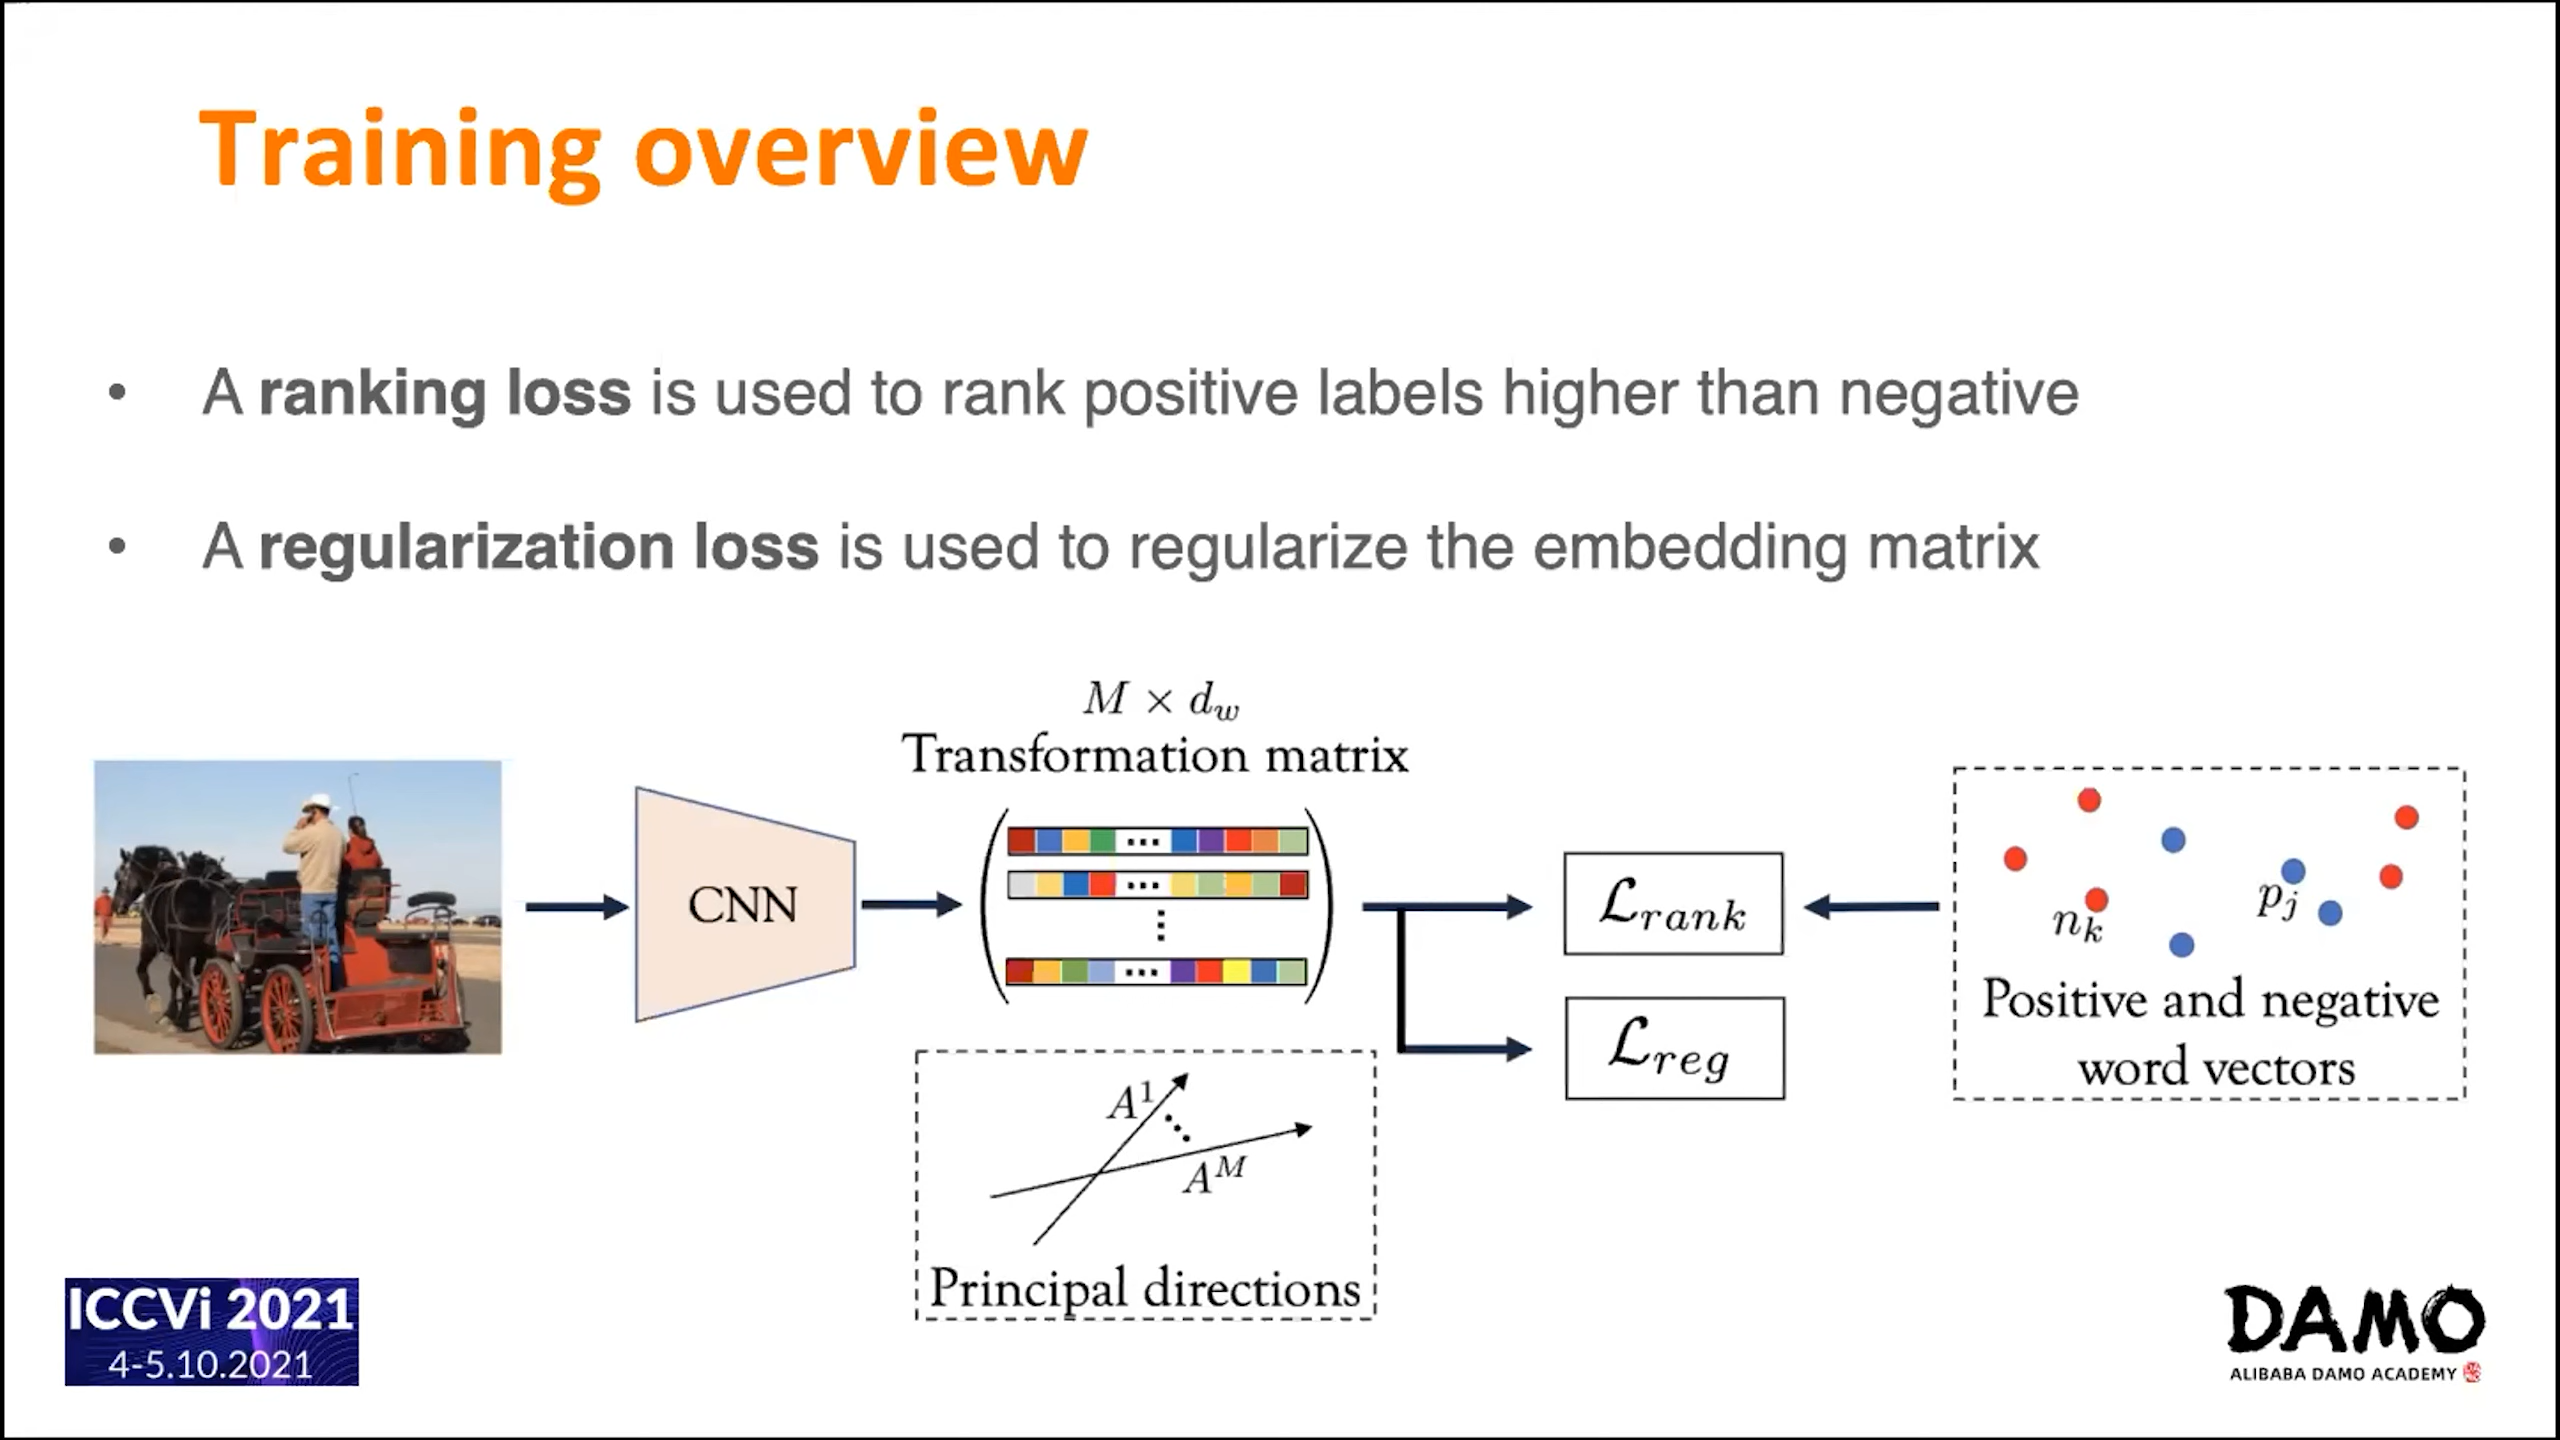 Training overview
• A ranking loss is used to rank positive labels higher than negative
• A regularization loss is used to regularize the embedding matrix
M × d_w
Transformation matrix
CNN
...
...
⋮
...
ℒ_rank
ℒ_reg
n_k
p_j
Positive and negative
word vectors
A^1
A^M
Principal directions
ICCVi 2021
4-5.10.2021
DAMO
ALIBABA DAMO ACADEMY